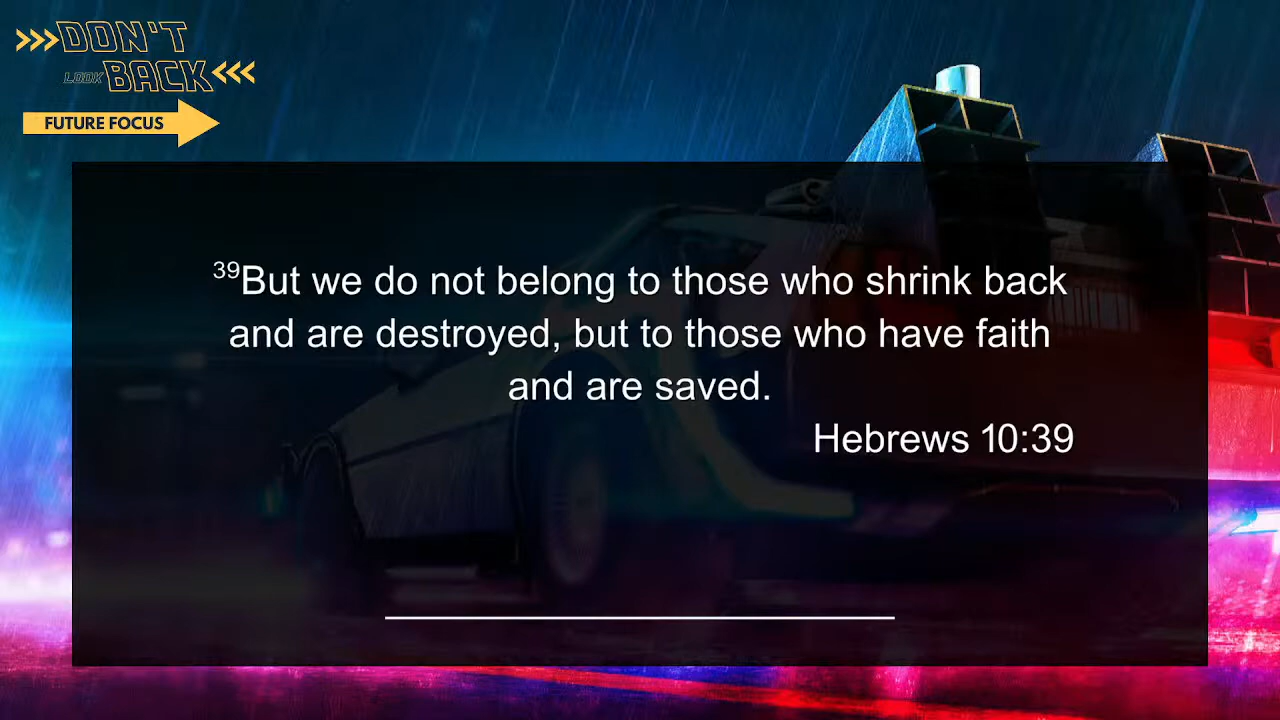 >>>DON'T
LOOK BACK<<<
FUTURE FOCUS
39But we do not belong to those who shrink back
and are destroyed, but to those who have faith
and are saved.
Hebrews 10:39